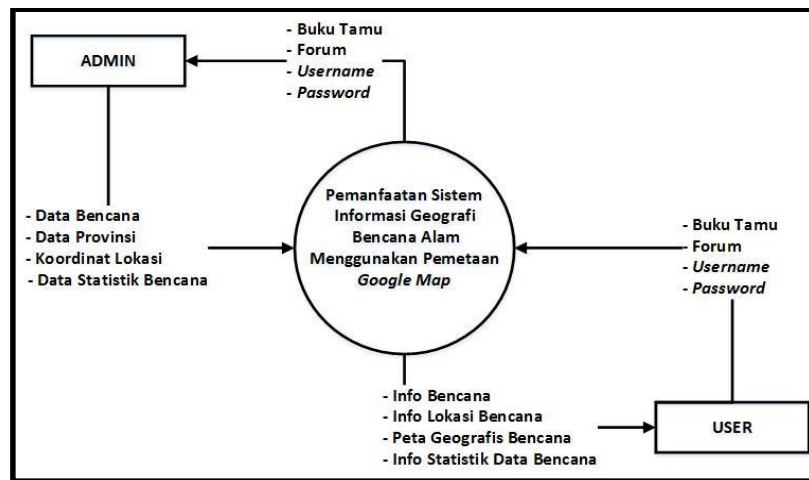 - Buku Tamu
- Forum
- Username
- Password
ADMIN
Pemanfaatan Sistem
Informasi Geografi
Bencana Alam
Menggunakan Pemetaan
Google Map
- Data Bencana
- Data Provinsi
- Koordinat Lokasi
- Data Statistik Bencana
- Buku Tamu
- Forum
- Username
- Password
- Info Bencana
- Info Lokasi Bencana
- Peta Geografis Bencana
- Info Statistik Data Bencana
USER